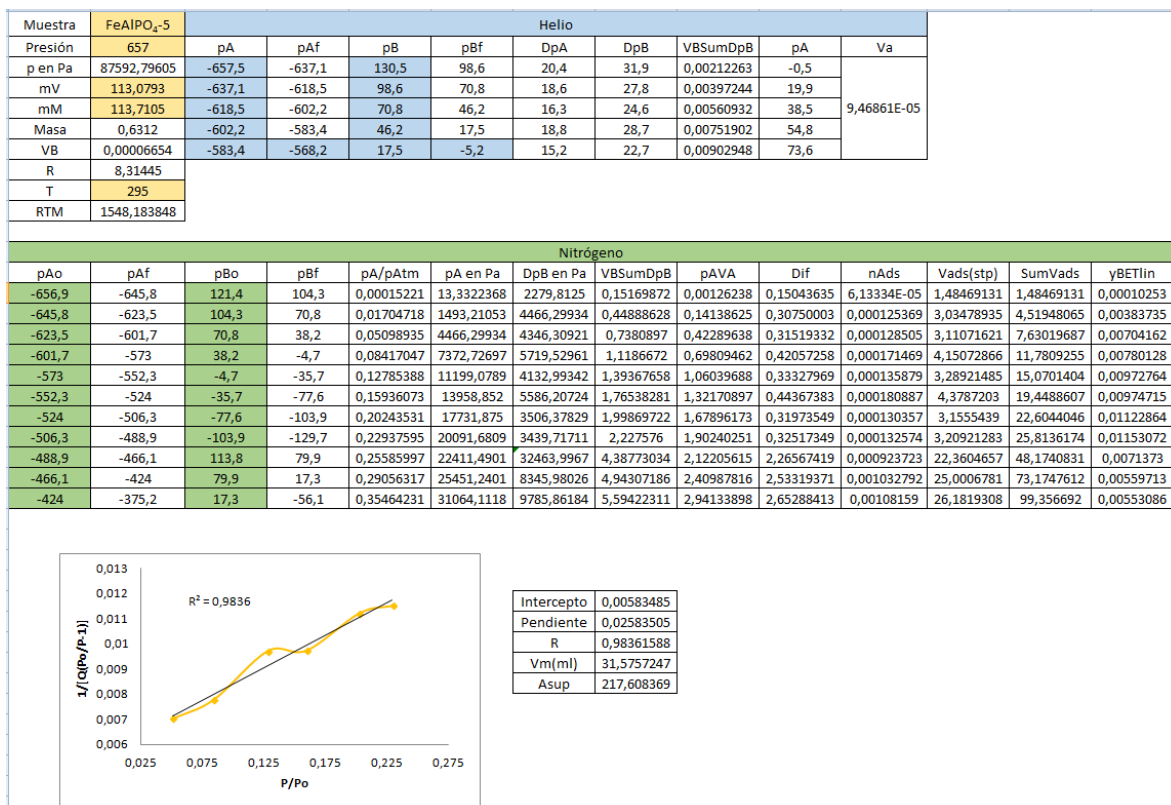 Muestra FeAlPO₄-5 Helio
Presión 657 pA pAf pB pBf DpA DpB VBSumDpB pA Va
p en Pa 87592,79605 -657,5 -637,1 130,5 98,6 20,4 31,9 0,00212263 -0,5
mV 113,0793 -637,1 -618,5 98,6 70,8 18,6 27,8 0,00397244 19,9
mM 113,7105 -618,5 -602,2 70,8 46,2 16,3 24,6 0,00560932 38,5 9,46861E-05
Masa 0,6312 -602,2 -583,4 46,2 17,5 18,8 28,7 0,00751902 54,8
VB 0,00006654 -583,4 -568,2 17,5 -5,2 15,2 22,7 0,00902948 73,6
R 8,31445
T 295
RTM 1548,183848
Nitrógeno
pAo pAf pBo pBf pA/pAtm pA en Pa DpB en Pa VBSumDpB pAVA Dif nAds Vads(stp) SumVads yBETlin
-656,9 -645,8 121,4 104,3 0,00015221 13,3322368 2279,8125 0,15169872 0,00126238 0,15043635 6,13334E-05 1,48469131 1,48469131 0,00010253
-645,8 -623,5 104,3 70,8 0,01704718 1493,21053 4466,29934 0,44888628 0,14138625 0,30750003 0,000125369 3,03478935 4,51948065 0,00383735
-623,5 -601,7 70,8 38,2 0,05098935 4466,29934 4346,30921 0,7380897 0,42289638 0,31519332 0,000128505 3,11071621 7,63019687 0,00704162
-601,7 -573 38,2 -4,7 0,08417047 7372,72697 5719,52961 1,1186672 0,69809462 0,42057258 0,000171469 4,15072866 11,7809255 0,00780128
-573 -552,3 -4,7 -35,7 0,12785388 11199,0789 4132,99342 1,39367658 1,06039688 0,33327969 0,000135879 3,28921485 15,0701404 0,00972764
-552,3 -524 -35,7 -77,6 0,15936073 13958,852 5586,20724 1,76538281 1,32170897 0,44367383 0,000180887 4,3787203 19,4488607 0,00974715
-524 -506,3 -77,6 -103,9 0,20243531 17731,875 3506,37829 1,99869722 1,67896173 0,31973549 0,000130357 3,1555439 22,6044046 0,01122864
-506,3 -488,9 -103,9 -129,7 0,22937595 20091,6809 3439,71711 2,227576 1,90240251 0,32517349 0,000132574 3,20921283 25,8136174 0,01153072
-488,9 -466,1 113,8 79,9 0,25585997 22411,4901 32463,9967 4,38773034 2,12205615 2,26567419 0,000923723 22,3604657 48,1740831 0,0071373
-466,1 -424 79,9 17,3 0,29056317 25451,2401 8345,98026 4,94307186 2,40987816 2,53319371 0,001032792 25,0006781 73,1747612 0,00559713
-424 -375,2 17,3 -56,1 0,35464231 31064,1118 9785,86184 5,59422311 2,94133898 2,65288413 0,00108159 26,1819308 99,356692 0,00553086
0,013
0,012
0,011
0,01
0,009
0,008
0,007
0,006
1/[Q(Po/P-1)]
R² = 0,9836
0,025 0,075 0,125 0,175 0,225 0,275
P/Po
Intercepto 0,00583485
Pendiente 0,02583505
R 0,98361588
Vm(ml) 31,5757247
Asup 217,608369